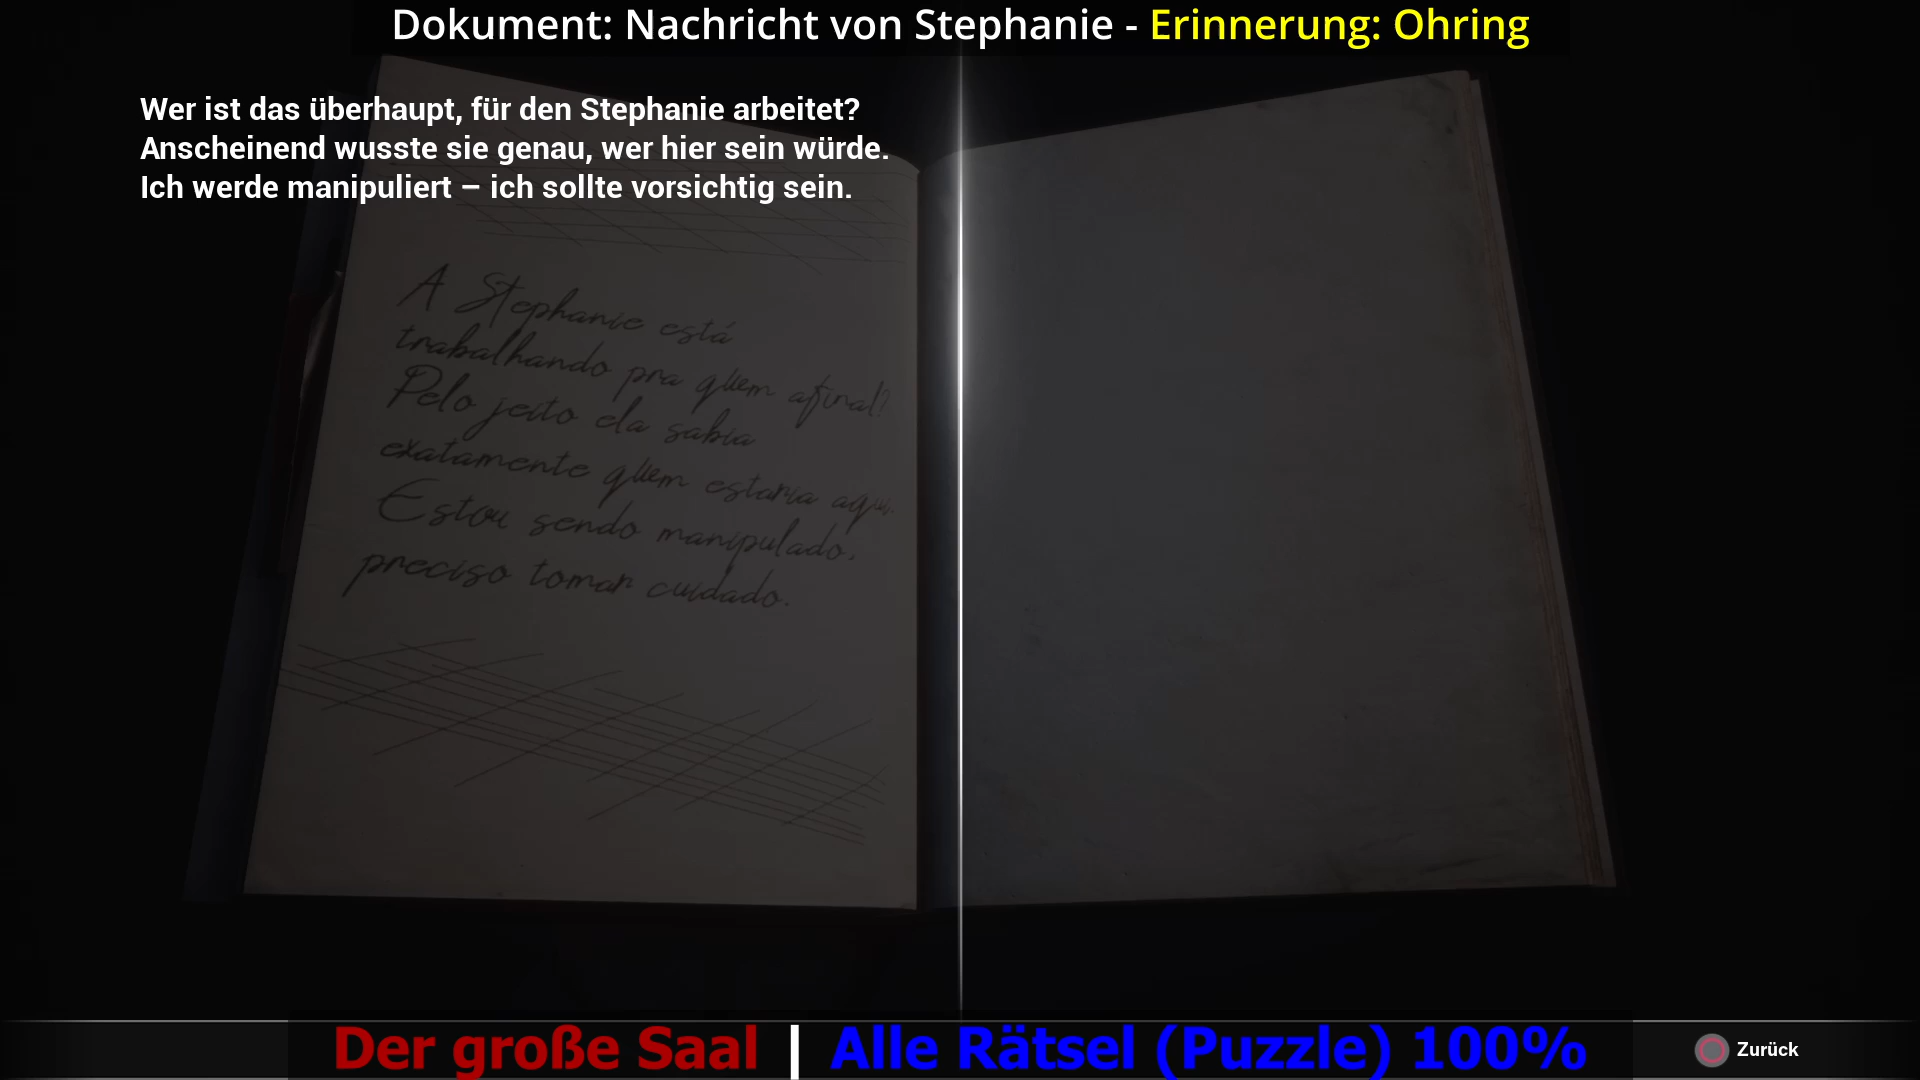 Dokument: Nachricht von Stephanie - Erinnerung: Ohring
Wer ist das überhaupt, für den Stephanie arbeitet?
Anscheinend wusste sie genau, wer hier sein würde.
Ich werde manipuliert – ich sollte vorsichtig sein.
A Stephanie está
trabalhando pra quem afinal?
Pelo jeito ela sabia
exatamente quem estaria aqui.
Estou sendo manipulado,
preciso tomar cuidado.
Der große Saal | Alle Rätsel (Puzzle) 100%
Zurück